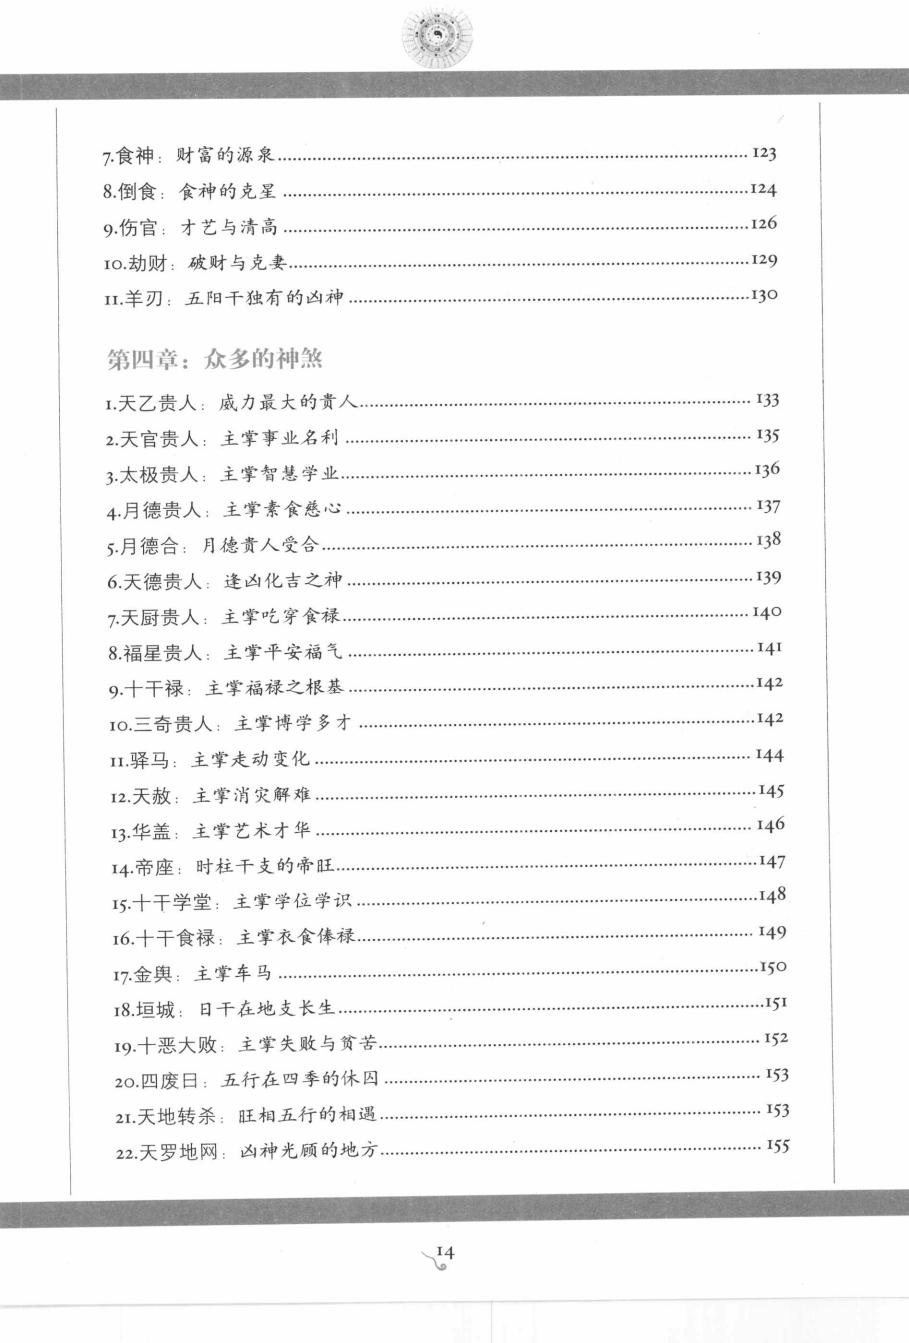 7.食神：财富的源泉........123
8.倒食：食神的克星........124
9.伤官：才艺与清高........126
10.劫财：破财与克妻........129
11.羊刃：五阳干独有的凶神........130
第四章：众多的神煞
1.天乙贵人：威力最大的贵人........133
2.天官贵人：主掌事业名利........135
3.太极贵人：主掌智慧学业........136
4.月德贵人：主掌素食慈心........137
5.月德合：月德贵人受合........138
6.天德贵人：逢凶化吉之神........139
7.天厨贵人：主掌吃穿食禄........140
8.福星贵人：主掌平安福气........141
9.十干禄：主掌福禄之根基........142
10.三奇贵人：主掌博学多才........142
11.驿马：主掌走动变化........144
12.天赦：主掌消灾解难........145
13.华盖：主掌艺术才华........146
14.帝座：时柱干支的帝旺........147
15.十干学堂：主掌学位学识........148
16.十干食禄：主掌衣食俸禄........149
17.金舆：主掌车马........150
18.垣城：日干在地支长生........151
19.十恶大败：主掌失败与贫苦........152
20.四废日：五行在四季的休囚........153
21.天地转杀：旺相五行的相遇........153
22.天罗地网：凶神光顾的地方........155
14